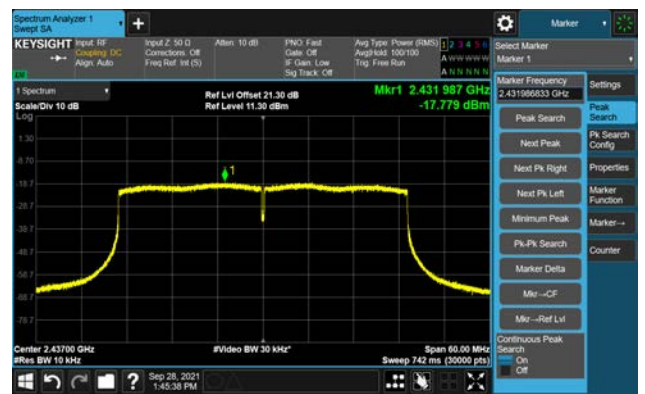 Spectrum Analyzer 1
Swept SA
Marker
KEYSIGHT
Input: RF
Coupling: DC
Align: Auto
Input Z: 50 Ω
Corrections: Off
Freq Ref: Int (S)
Atten: 10 dB
PNO: Fast
Gate: Off
IF Gain: Low
Sig Track: Off
Avg Type: Power (RMS)
Avg|Hold: 100/100
Trig: Free Run
1 2 3 4 5 6
A W W W W W
A N N N N N
Select Marker
Marker 1
1 Spectrum
Scale/Div 10 dB
Log
Ref Lvl Offset 21.30 dB
Ref Level 11.30 dBm
Mkr1 2.431 987 GHz
-17.779 dBm
1.30
-8.70
-18.7
-28.7
-38.7
-48.7
-58.7
-68.7
-78.7
1
Center 2.43700 GHz
#Res BW 10 kHz
#Video BW 30 kHz*
Span 60.00 MHz
Sweep 742 ms (30000 pts)
Marker Frequency
2.431986833 GHz
Peak Search
Next Peak
Next Pk Right
Next Pk Left
Minimum Peak
Pk-Pk Search
Marker Delta
Mkr→CF
Mkr→Ref Lvl
Continuous Peak
Search
On
Off
Settings
Peak
Search
Pk Search
Config
Properties
Marker
Function
Marker→
Counter
Sep 28, 2021
1:45:38 PM